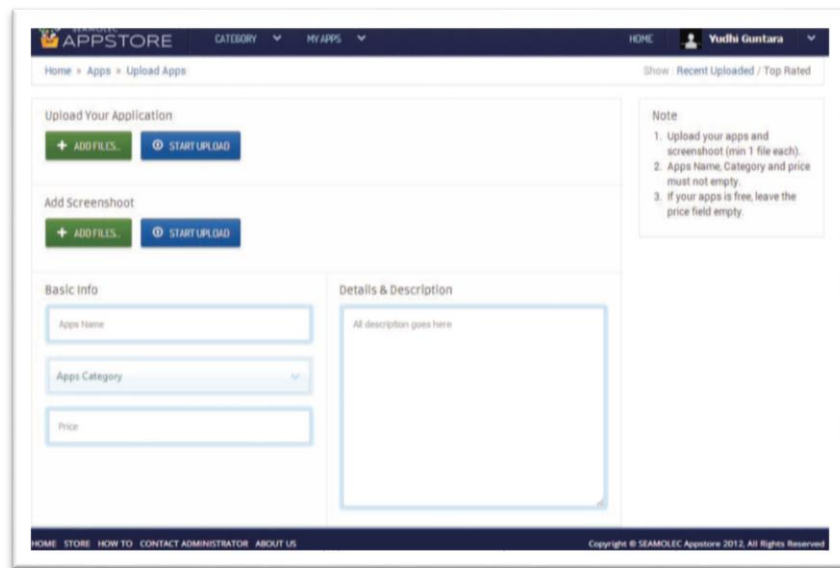 SEAMOLEC
APPSTORE CATEGORY MY APPS HOME Yudhi Guntara
Home » Apps » Upload Apps Show : Recent Uploaded / Top Rated
Upload Your Application
+ ADD FILES.. START UPLOAD
Add Screenshoot
+ ADD FILES.. START UPLOAD
Basic Info
Apps Name
Apps Category
Price
Details & Description
All description goes here
Note
1. Upload your apps and
screenshoot (min 1 file each).
2. Apps Name, Category and price
must not empty.
3. If your apps is free, leave the
price field empty.
HOME STORE HOW TO CONTACT ADMINISTRATOR ABOUT US Copyright © SEAMOLEC Appstore 2012, All Rights Reserved